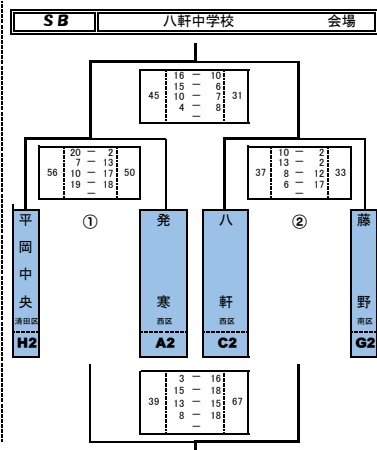 SB 八軒中学校 会場
16 － 10
15 － 6
45 10 － 7 31
4 － 8
－
20 － 2
7 － 13
56 10 － 17 50
19 － 18
－
10 － 2
13 － 2
37 8 － 12 33
6 － 17
－
① ②
平岡中央 発寒 八軒 藤野
清田区 西区 西区 南区
H2 A2 C2 G2
3 － 16
15 － 18
39 13 － 15 67
8 － 18
－